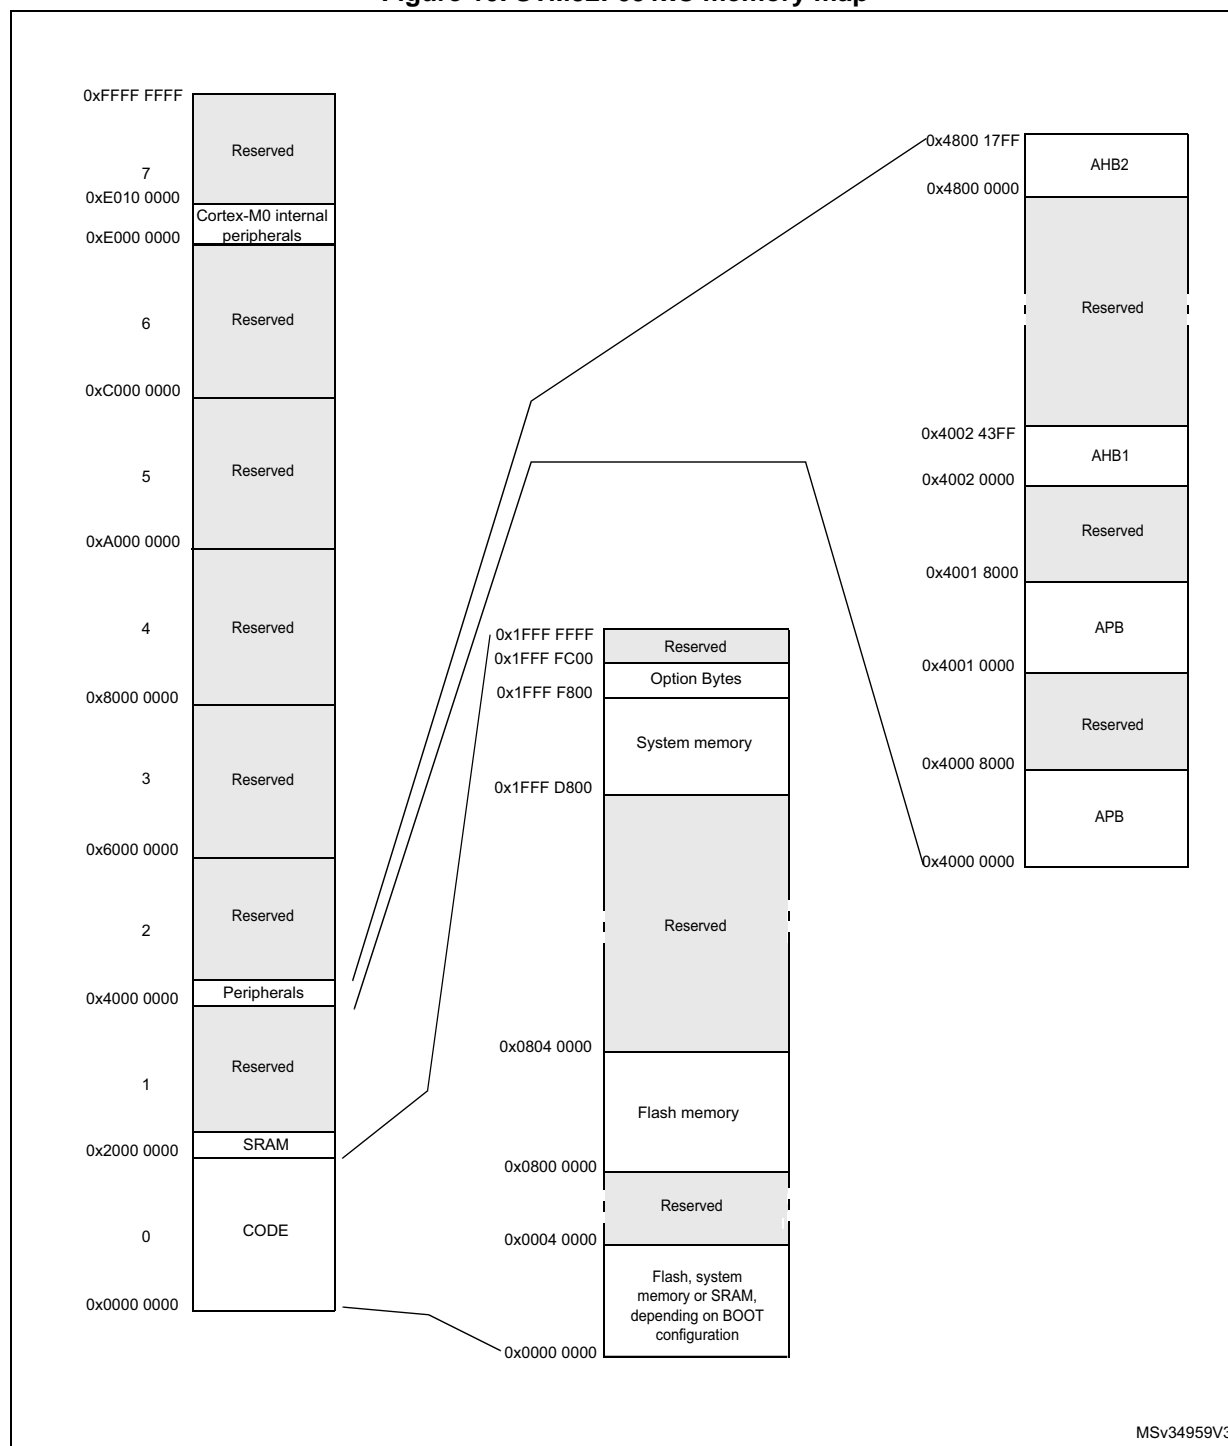 0xFFFF FFFF
Reserved
7
0xE010 0000
Cortex-M0 internal
peripherals
0xE000 0000
6
Reserved
0xC000 0000
Reserved
5
0xA000 0000
4
Reserved
0x8000 0000
3
Reserved
0x6000 0000
Reserved
2
Peripherals
0x4000 0000
Reserved
1
SRAM
0x2000 0000
CODE
0
0x0000 0000
0x1FFF FFFF
Reserved
0x1FFF FC00
Option Bytes
0x1FFF F800
System memory
0x1FFF D800
Reserved
0x0804 0000
Flash memory
0x0800 0000
Reserved
0x0004 0000
Flash, system
memory or SRAM,
depending on BOOT
configuration
0x0000 0000
0x4800 17FF
AHB2
0x4800 0000
Reserved
0x4002 43FF
AHB1
0x4002 0000
Reserved
0x4001 8000
APB
0x4001 0000
Reserved
0x4000 8000
APB
0x4000 0000
MSv34959V3